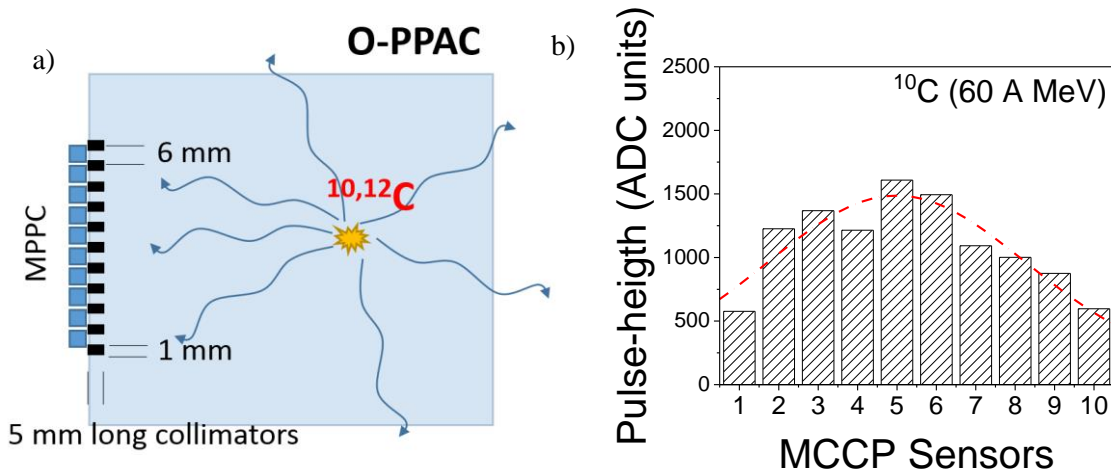 a)
O-PPAC
MPPC
6 mm
10,12C
1 mm
5 mm long collimators
b)
Pulse-heigth (ADC units)
2500
2000
1500
1000
500
0
10C (60 A MeV)
1 2 3 4 5 6 7 8 9 10
MCCP Sensors